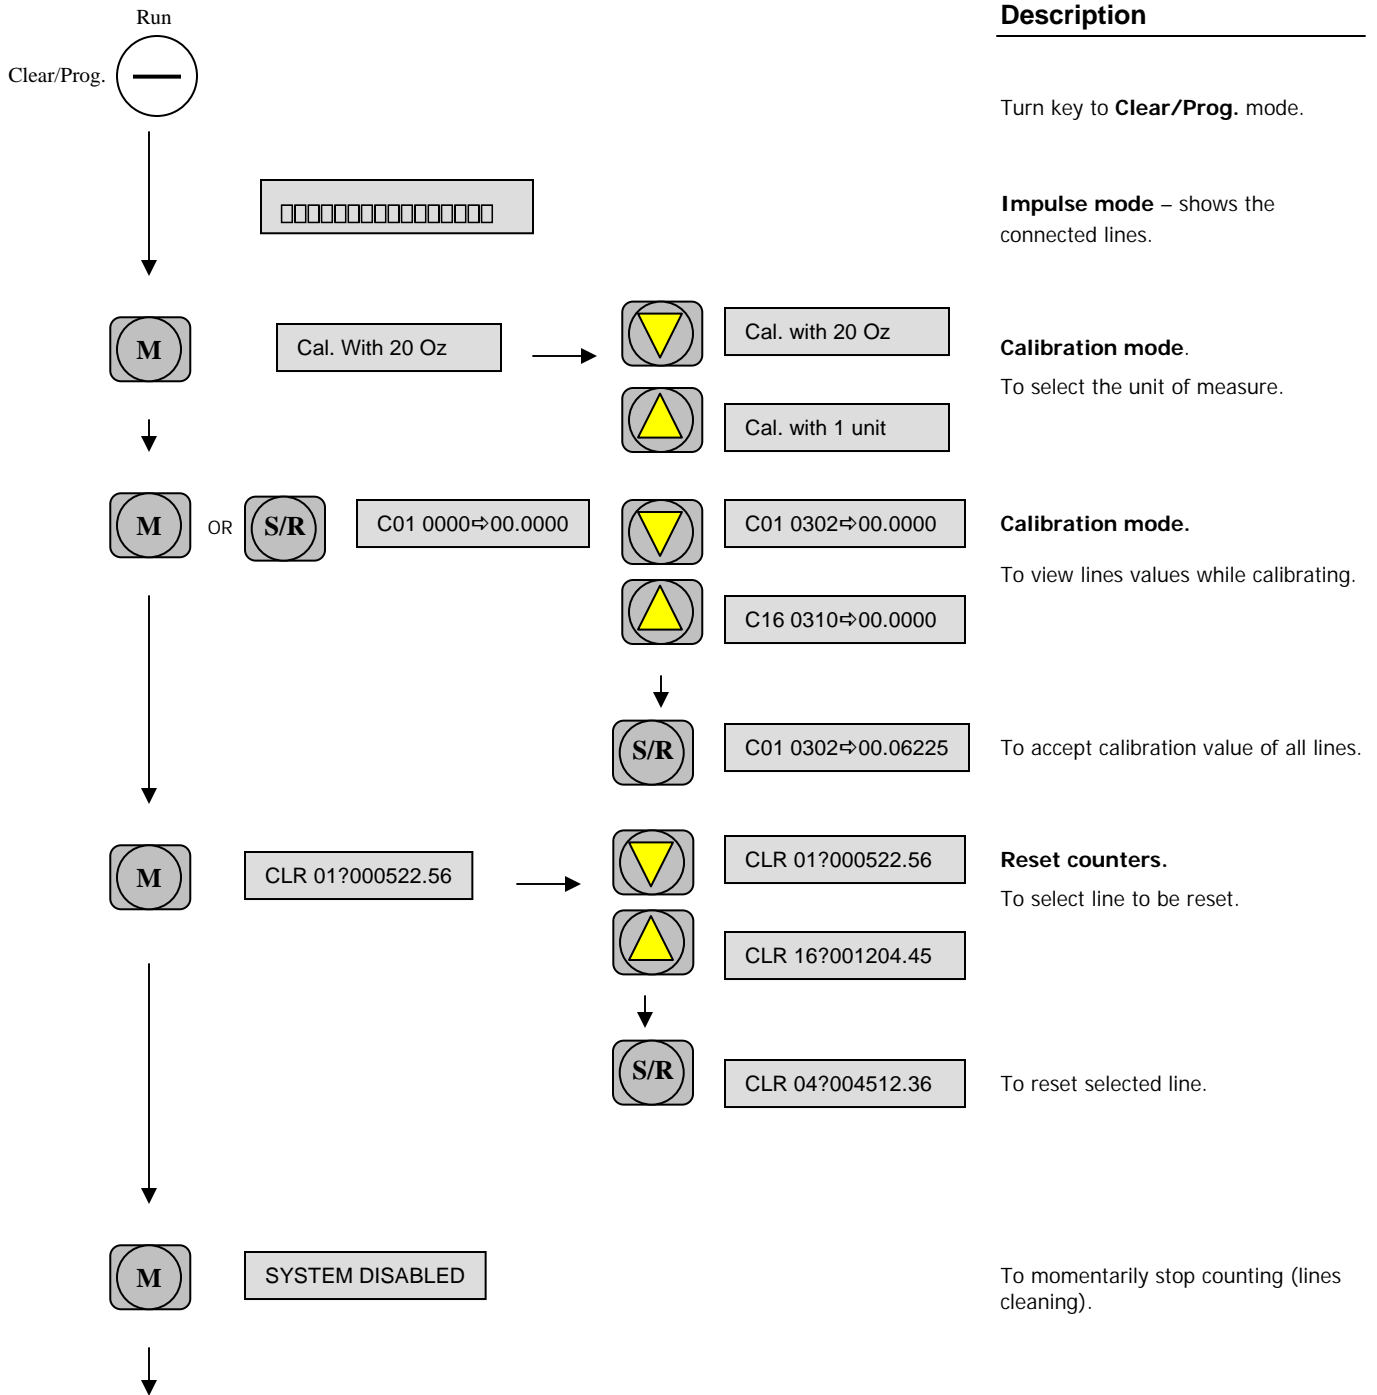 Run
Description
Clear/Prog.
Turn key to Clear/Prog. mode.
▯▯▯▯▯▯▯▯▯▯▯▯▯▯▯▯
Impulse mode – shows the
connected lines.
M
Cal. With 20 Oz
Cal. with 20 Oz
Cal. with 1 unit
Calibration mode.
To select the unit of measure.
M OR S/R
C01 0000⇨00.0000
C01 0302⇨00.0000
C16 0310⇨00.0000
Calibration mode.
To view lines values while calibrating.
S/R
C01 0302⇨00.06225
To accept calibration value of all lines.
M
CLR 01?000522.56
CLR 01?000522.56
CLR 16?001204.45
Reset counters.
To select line to be reset.
S/R
CLR 04?004512.36
To reset selected line.
M
SYSTEM DISABLED
To momentarily stop counting (lines
cleaning).